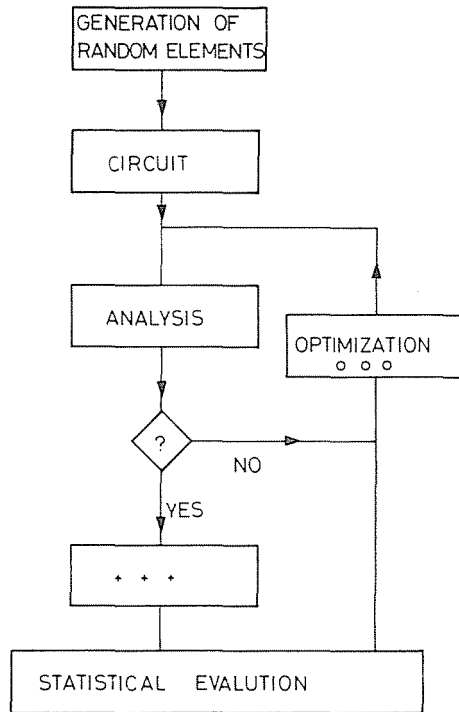 GENERATION OF
RANDOM ELEMENTS
CIRCUIT
ANALYSIS
OPTIMIZATION
o o o
?
NO
YES
+ + +
STATISTICAL EVALUTION